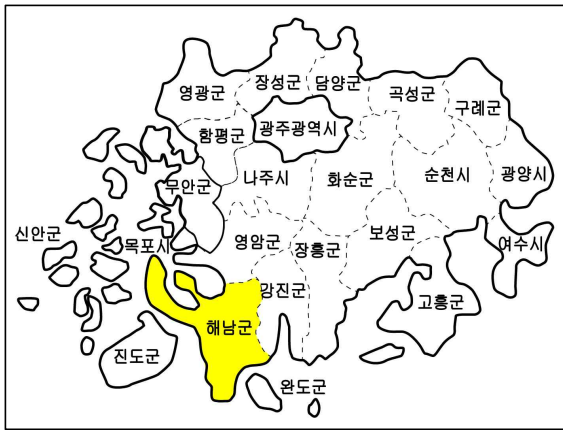 장성군
담양군
영광군
곡성군
구례군
함평군
광주광역시
무안군
나주시
화순군
순천시
광양시
신안군
목포시
영암군
장흥군
보성군
여수시
망진군
고흥군
해남군
진도군
완도군